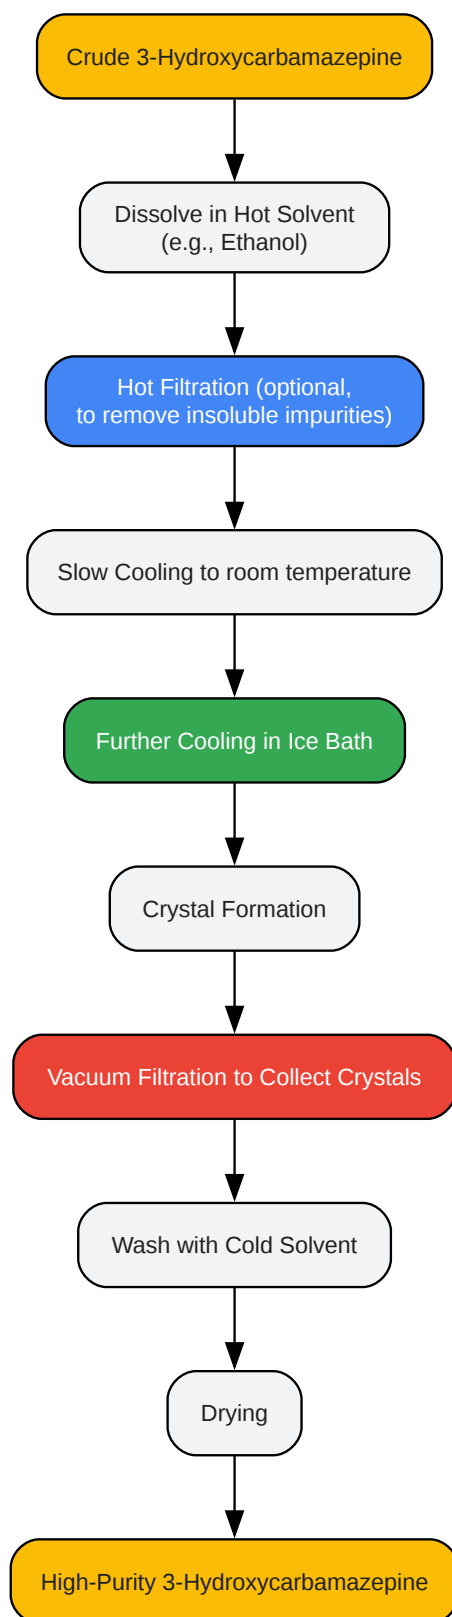 Crude 3-Hydroxycarbamazepine
Dissolve in Hot Solvent
(e.g., Ethanol)
Hot Filtration (optional,
to remove insoluble impurities)
Slow Cooling to room temperature
Further Cooling in Ice Bath
Crystal Formation
Vacuum Filtration to Collect Crystals
Wash with Cold Solvent
Drying
High-Purity 3-Hydroxycarbamazepine